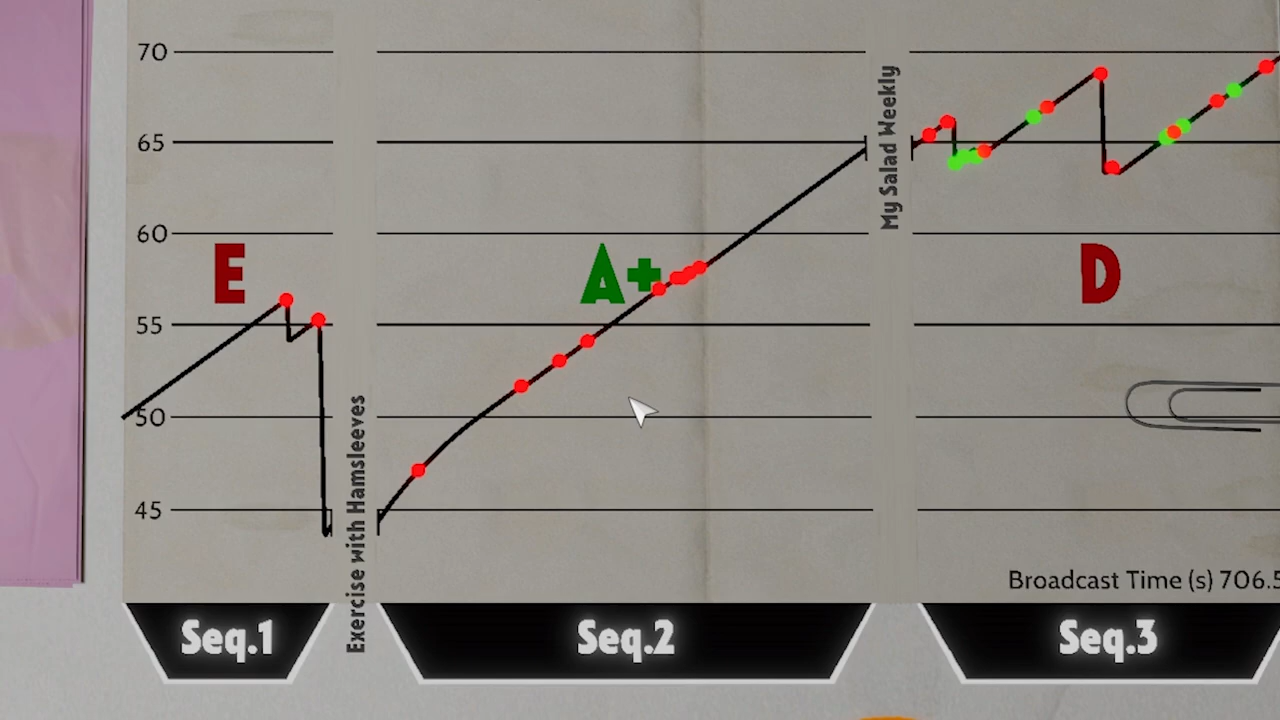 70
65
60
55
50
45
E
Exercise with Hamsleeves
A+
My Salad Weekly
D
Broadcast Time (s) 706.5
Seq.1
Seq.2
Seq.3